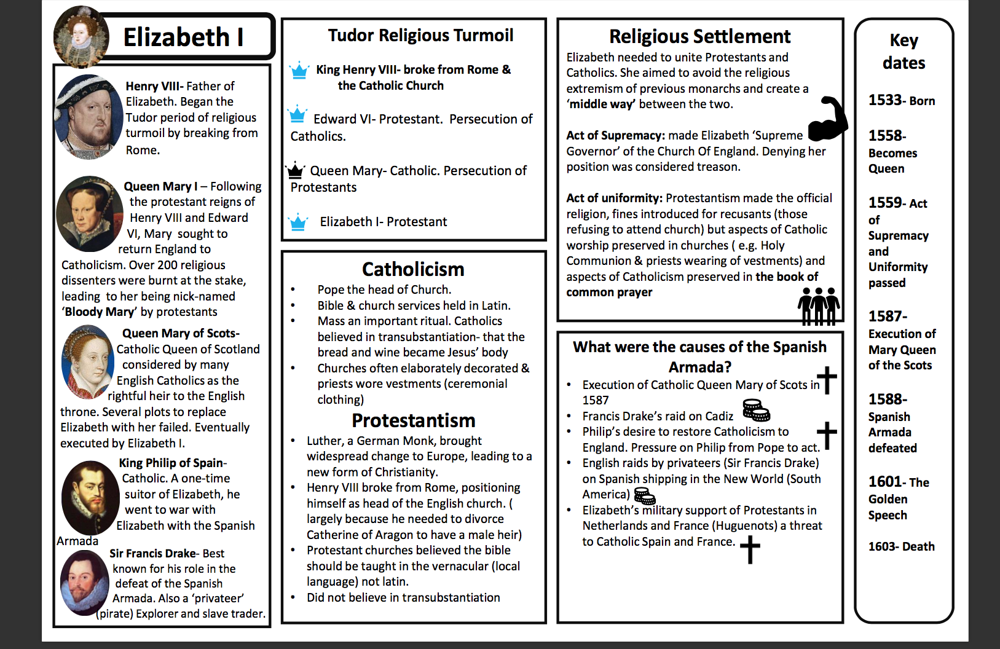 Elizabeth I
Henry VIII- Father of
Elizabeth. Began the
Tudor period of religious
turmoil by breaking from
Rome.
Queen Mary I – Following
the protestant reigns of
Henry VIII and Edward
VI, Mary sought to
return England to
Catholicism. Over 200 religious
dissenters were burnt at the stake,
leading to her being nick-named
‘Bloody Mary’ by protestants
Queen Mary of Scots-
Catholic Queen of Scotland
considered by many
English Catholics as the
rightful heir to the English
throne. Several plots to replace
Elizabeth with her failed. Eventually
executed by Elizabeth I.
King Philip of Spain-
Catholic. A one-time
suitor of Elizabeth, he
went to war with
Elizabeth with the Spanish
Armada
Sir Francis Drake- Best
known for his role in the
defeat of the Spanish
Armada. Also a ‘privateer’
(pirate) Explorer and slave trader.
Tudor Religious Turmoil
King Henry VIII- broke from Rome &
the Catholic Church
Edward VI- Protestant. Persecution of
Catholics.
Queen Mary- Catholic. Persecution of
Protestants
Elizabeth I- Protestant
Catholicism
• Pope the head of Church.
• Bible & church services held in Latin.
• Mass an important ritual. Catholics
believed in transubstantiation- that the
bread and wine became Jesus’ body
• Churches often elaborately decorated &
priests wore vestments (ceremonial
clothing)
Protestantism
• Luther, a German Monk, brought
widespread change to Europe, leading to a
new form of Christianity.
• Henry VIII broke from Rome, positioning
himself as head of the English church. (
largely because he needed to divorce
Catherine of Aragon to have a male heir)
• Protestant churches believed the bible
should be taught in the vernacular (local
language) not latin.
• Did not believe in transubstantiation
Religious Settlement
Elizabeth needed to unite Protestants and
Catholics. She aimed to avoid the religious
extremism of previous monarchs and create a
‘middle way’ between the two.
Act of Supremacy: made Elizabeth ‘Supreme
Governor’ of the Church Of England. Denying her
position was considered treason.
Act of uniformity: Protestantism made the official
religion, fines introduced for recusants (those
refusing to attend church) but aspects of Catholic
worship preserved in churches ( e.g. Holy
Communion & priests wearing of vestments) and
aspects of Catholicism preserved in the book of
common prayer
What were the causes of the Spanish
Armada?
• Execution of Catholic Queen Mary of Scots in
1587
• Francis Drake’s raid on Cadiz
• Philip’s desire to restore Catholicism to
England. Pressure on Philip from Pope to act.
• English raids by privateers (Sir Francis Drake)
on Spanish shipping in the New World (South
America)
• Elizabeth’s military support of Protestants in
Netherlands and France (Huguenots) a threat
to Catholic Spain and France.
Key
dates
1533- Born
1558-
Becomes
Queen
1559- Act
of
Supremacy
and
Uniformity
passed
1587-
Execution of
Mary Queen
of the Scots
1588-
Spanish
Armada
defeated
1601- The
Golden
Speech
1603- Death